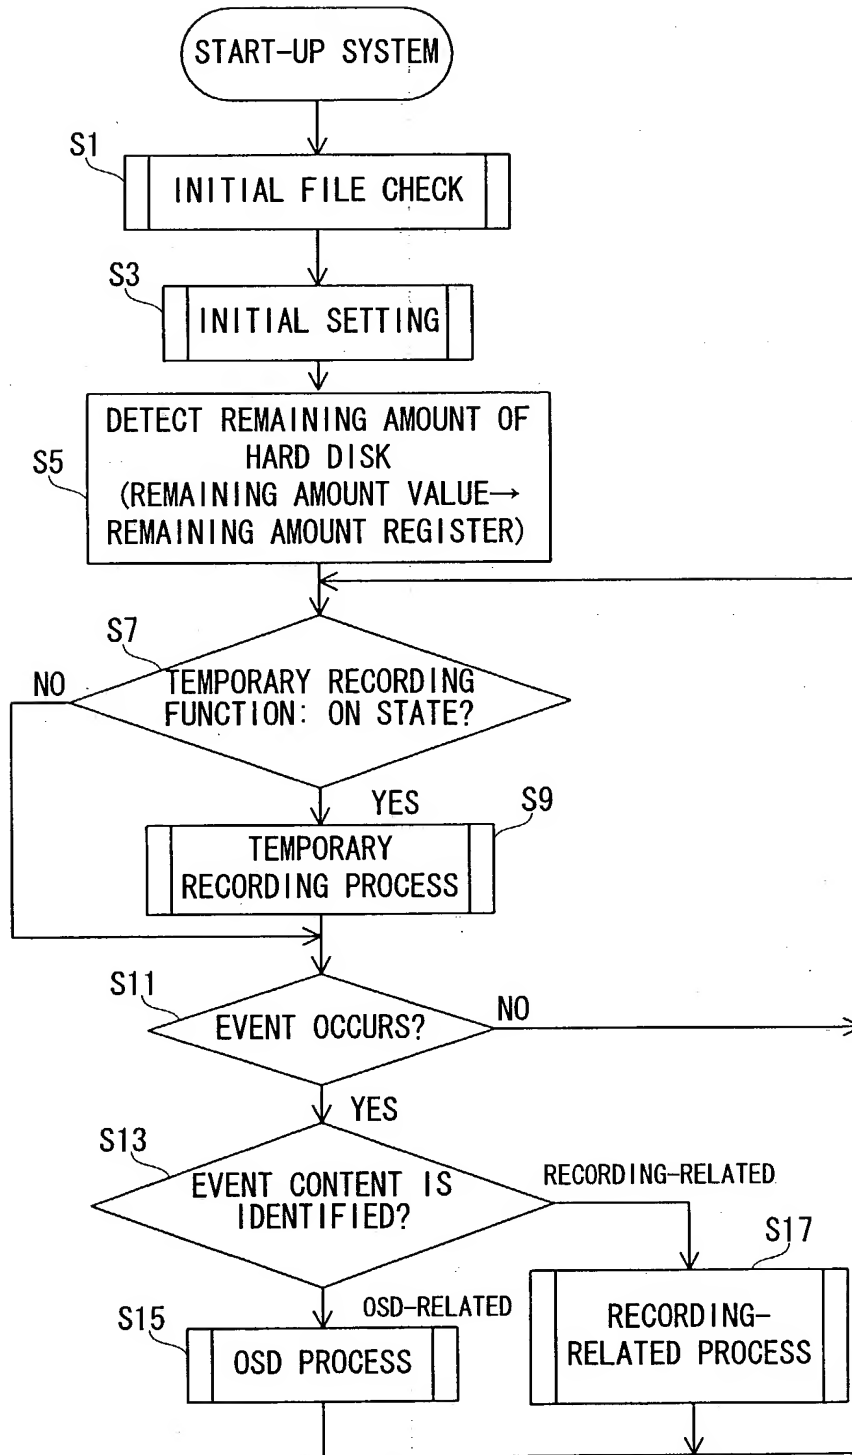 START-UP SYSTEM
S1
INITIAL FILE CHECK
S3
INITIAL SETTING
S5
DETECT REMAINING AMOUNT OF
HARD DISK
(REMAINING AMOUNT VALUE→
REMAINING AMOUNT REGISTER)
S7
NO
TEMPORARY RECORDING
FUNCTION: ON STATE?
YES
S9
TEMPORARY
RECORDING PROCESS
S11
EVENT OCCURS?
NO
YES
S13
EVENT CONTENT IS
IDENTIFIED?
RECORDING-RELATED
S17
RECORDING-
RELATED PROCESS
OSD-RELATED
S15
OSD PROCESS